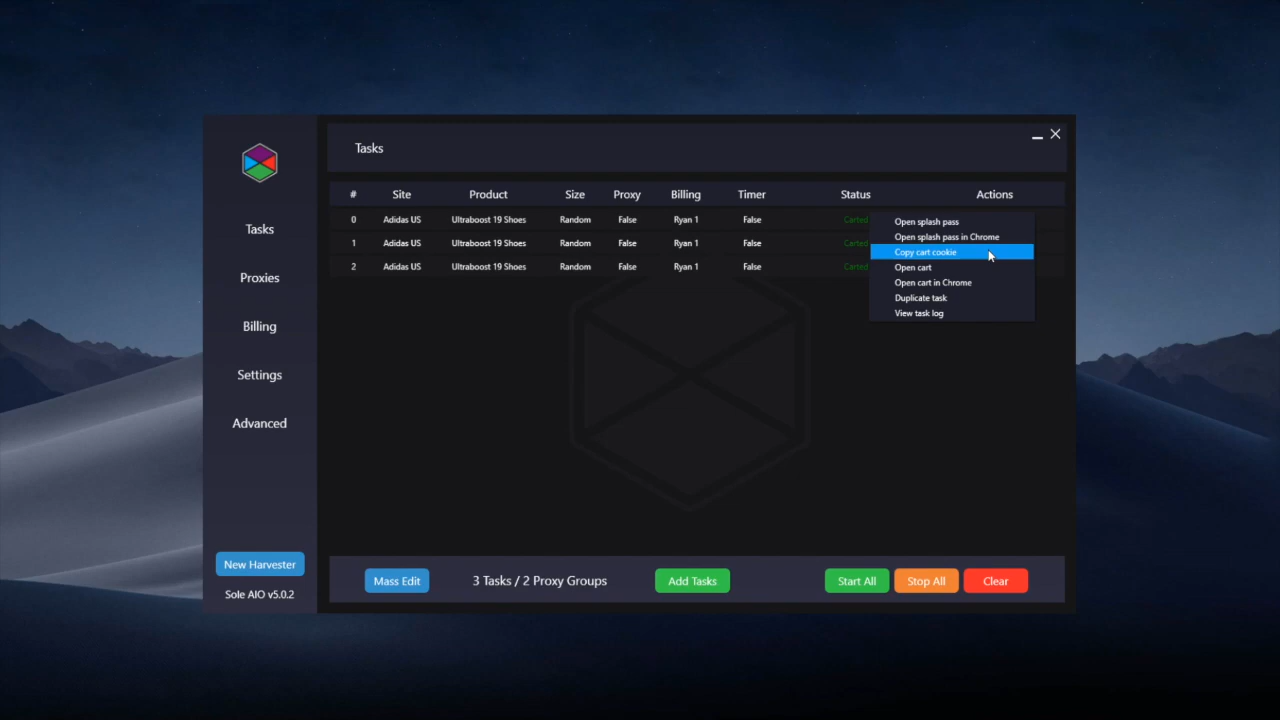 Tasks
# Site Product Size Proxy Billing Timer Status Actions
0 Adidas US Ultraboost 19 Shoes Random False Ryan 1 False Carted
1 Adidas US Ultraboost 19 Shoes Random False Ryan 1 False Carted
2 Adidas US Ultraboost 19 Shoes Random False Ryan 1 False Carted
Open splash pass
Open splash pass in Chrome
Copy cart cookie
Open cart
Open cart in Chrome
Duplicate task
View task log
Tasks
Proxies
Billing
Settings
Advanced
New Harvester
Sole AIO v5.0.2
Mass Edit 3 Tasks / 2 Proxy Groups Add Tasks Start All Stop All Clear